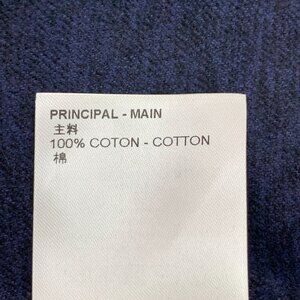 PRINCIPAL - MAIN
主料
100% COTON - COTTON
棉